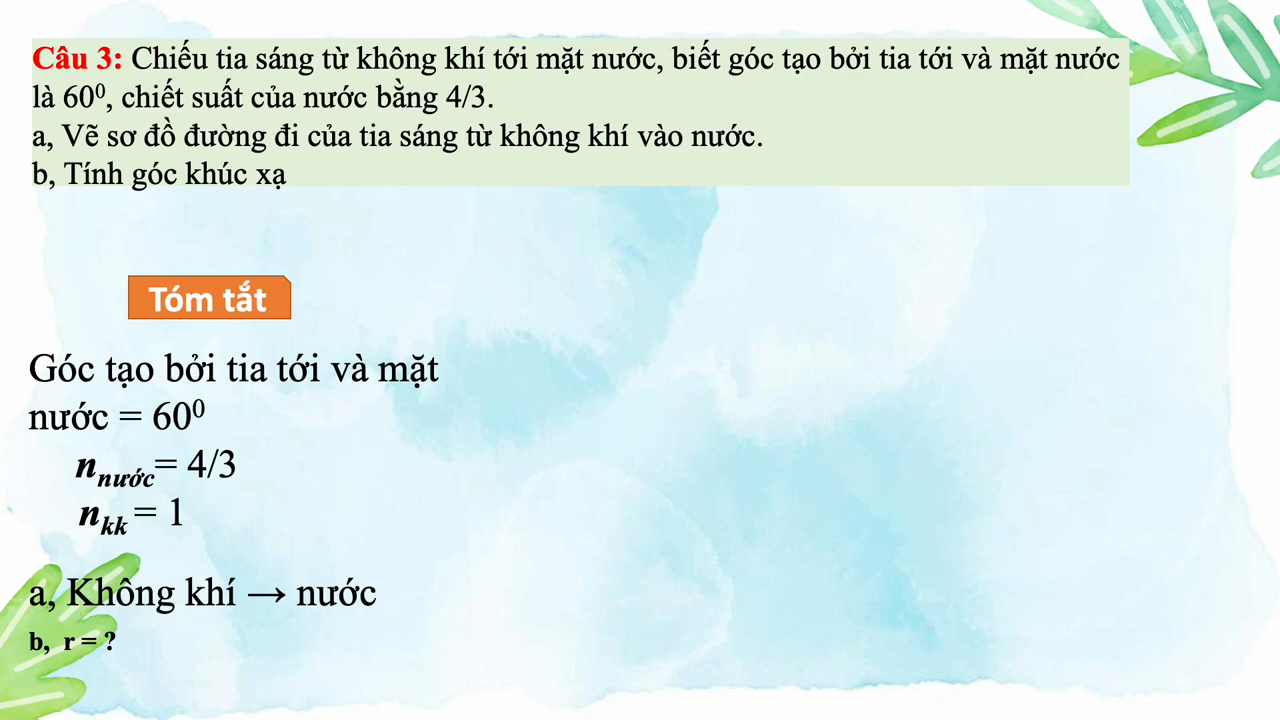 Câu 3: Chiếu tia sáng từ không khí tới mặt nước, biết góc tạo bởi tia tới và mặt nước
là 60⁰, chiết suất của nước bằng 4/3.
a, Vẽ sơ đồ đường đi của tia sáng từ không khí vào nước.
b, Tính góc khúc xạ
Tóm tắt
Góc tạo bởi tia tới và mặt
nước = 60⁰
n_nước = 4/3
n_kk = 1
a, Không khí → nước
b, r = ?